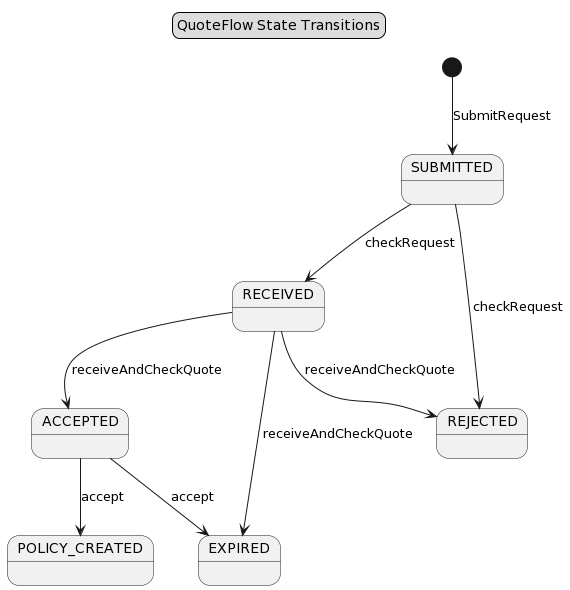 QuoteFlow State Transitions
SubmitRequest
SUBMITTED
checkRequest
RECEIVED
checkRequest
receiveAndCheckQuote
receiveAndCheckQuote
ACCEPTED
REJECTED
receiveAndCheckQuote
accept
accept
POLICY_CREATED
EXPIRED